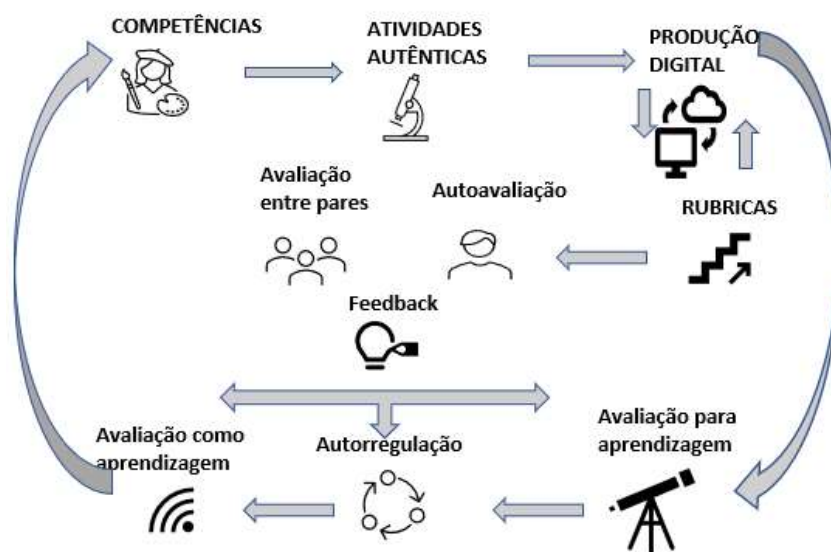 COMPETÊNCIAS
ATIVIDADES
AUTÊNTICAS
PRODUÇÃO
DIGITAL
Avaliação
entre pares
Autoavaliação
RUBRICAS
Feedback
Avaliação como
aprendizagem
Autorregulação
Avaliação para
aprendizagem